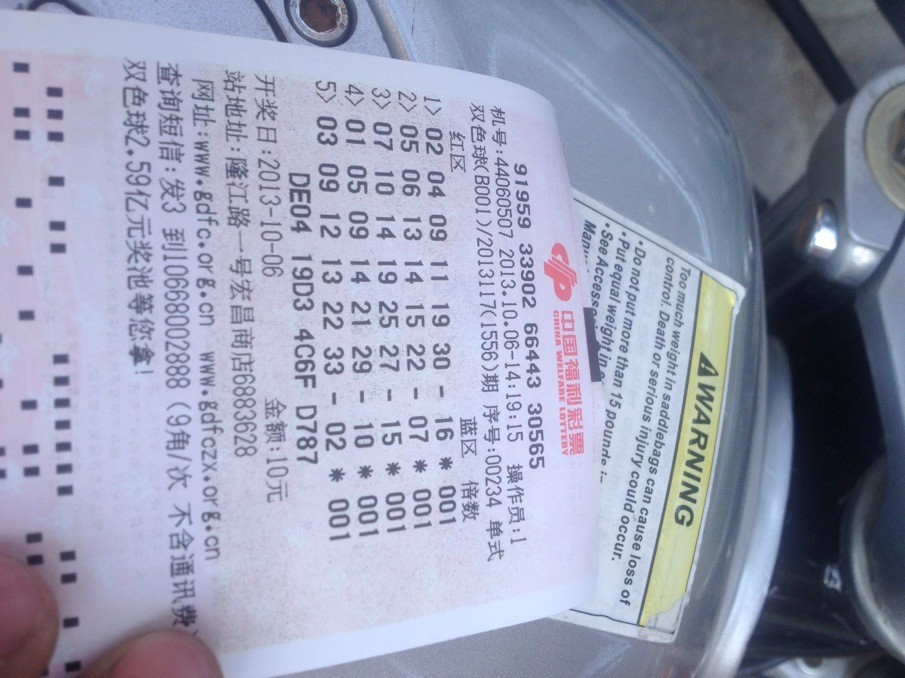 中国福利彩票
CHINA WELFARE LOTTERY
91959 33902 66443 30565 操作员:1
机号:44060507 2013.10.06-14:19:15
双色球(B001)/2013117(1556)期 序号:00234 单式
红区 蓝区 倍数
1> 02 04 09 11 19 30 - 16 * 001
2> 05 06 13 14 15 22 - 07 * 001
3> 07 10 14 19 25 27 - 15 * 001
4> 01 05 09 14 21 29 - 10 * 001
5> 03 09 12 13 22 33 - 02 * 001
DE04 19D3 4C6F D787
开奖日:2013-10-06 金额:10元
站地址:隆江路一号宏昌商店6883628
网址:www.gdfc.org.cn www.gdfczx.org.cn
查询短信:发3 到10668002888 (9角/次 不含通讯费)
双色球2.59亿元奖池等您拿!
WARNING
Too much weight in saddlebags can cause loss of
control. Death or serious injury could occur.
•Do not put more than 15 pounds
•Put equal weight in
•See Accesso